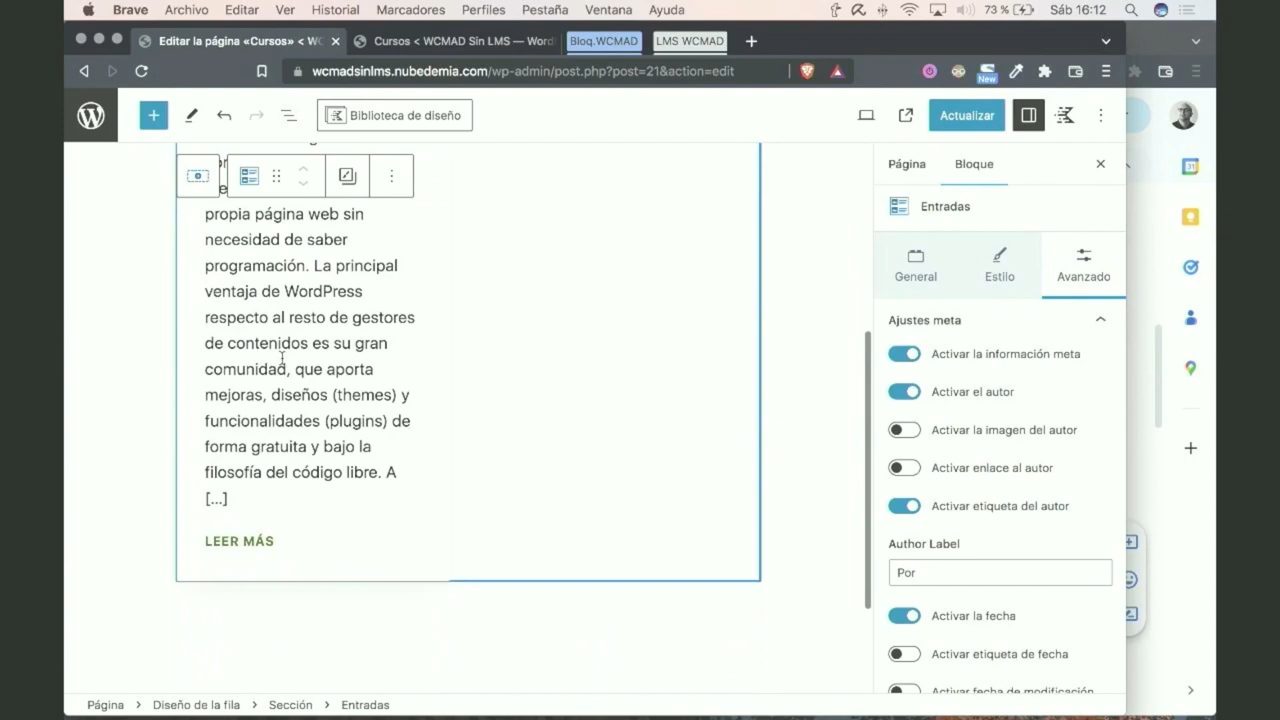 Brave Archivo Editar Ver Historial Marcadores Perfiles Pestaña Ventana Ayuda 73 % Sáb 16:12
Editar la página «Cursos» < WC Cursos < WCMAD Sin LMS — Word Bloq.WCMAD LMS WCMAD
wcmadsinlms.nubedemia.com/wp-admin/post.php?post=21&action=edit
New
Biblioteca de diseño
Actualizar
propia página web sin
necesidad de saber
programación. La principal
ventaja de WordPress
respecto al resto de gestores
de contenidos es su gran
comunidad, que aporta
mejoras, diseños (themes) y
funcionalidades (plugins) de
forma gratuita y bajo la
filosofía del código libre. A
[...]
LEER MÁS
Página Bloque
Entradas
General Estilo Avanzado
Ajustes meta
Activar la información meta
Activar el autor
Activar la imagen del autor
Activar enlace al autor
Activar etiqueta del autor
Author Label
Por
Activar la fecha
Activar etiqueta de fecha
Activar fecha de modificación
Página > Diseño de la fila > Sección > Entradas